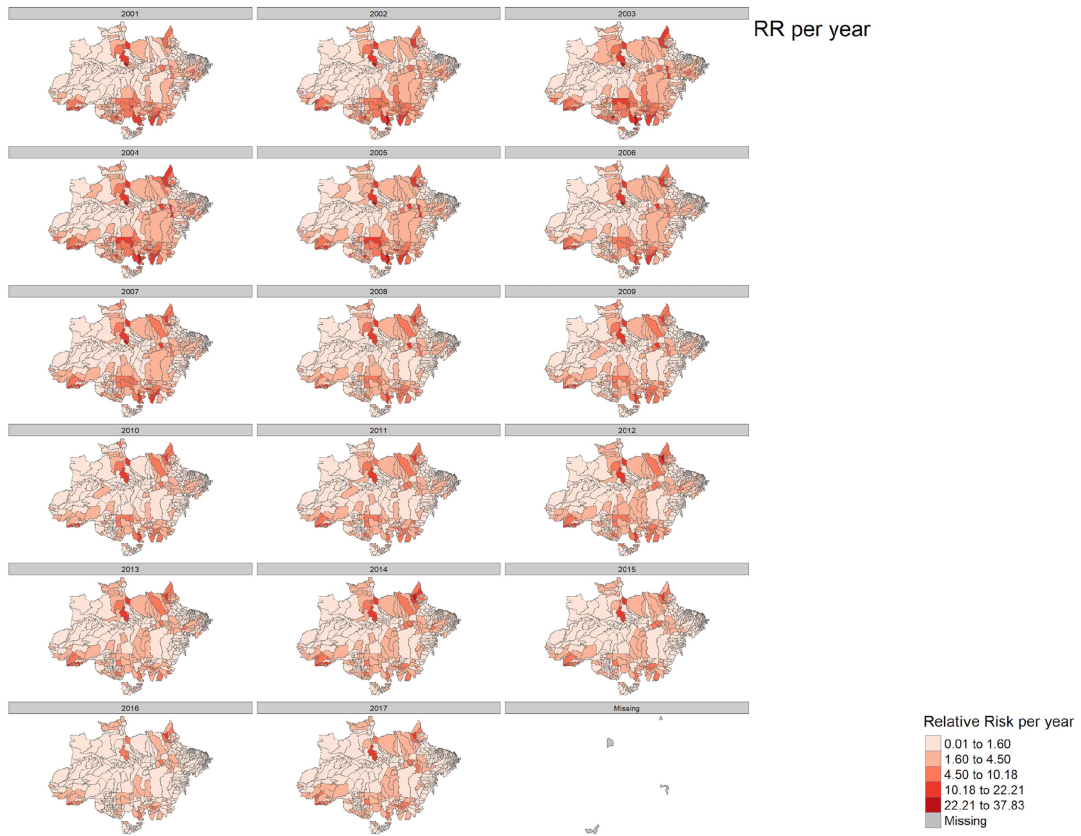 2001
2002
2003
RR per year
2004
2005
2006
2007
2008
2009
2010
2011
2012
2013
2014
2015
2016
2017
Missing
Relative Risk per year
0.01 to 1.60
1.60 to 4.50
4.50 to 10.18
10.18 to 22.21
22.21 to 37.83
Missing